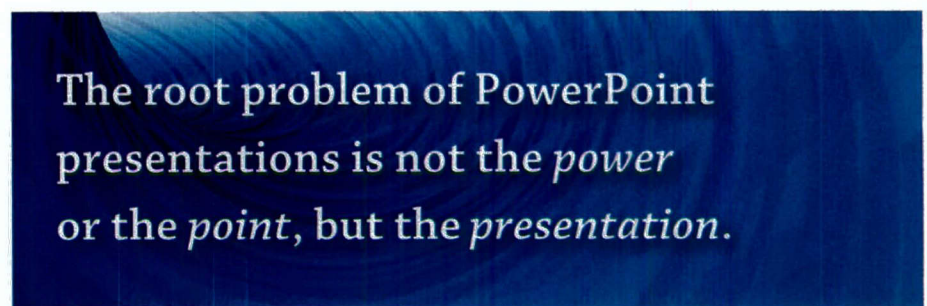 The root problem of PowerPoint
presentations is not the power
or the point, but the presentation.